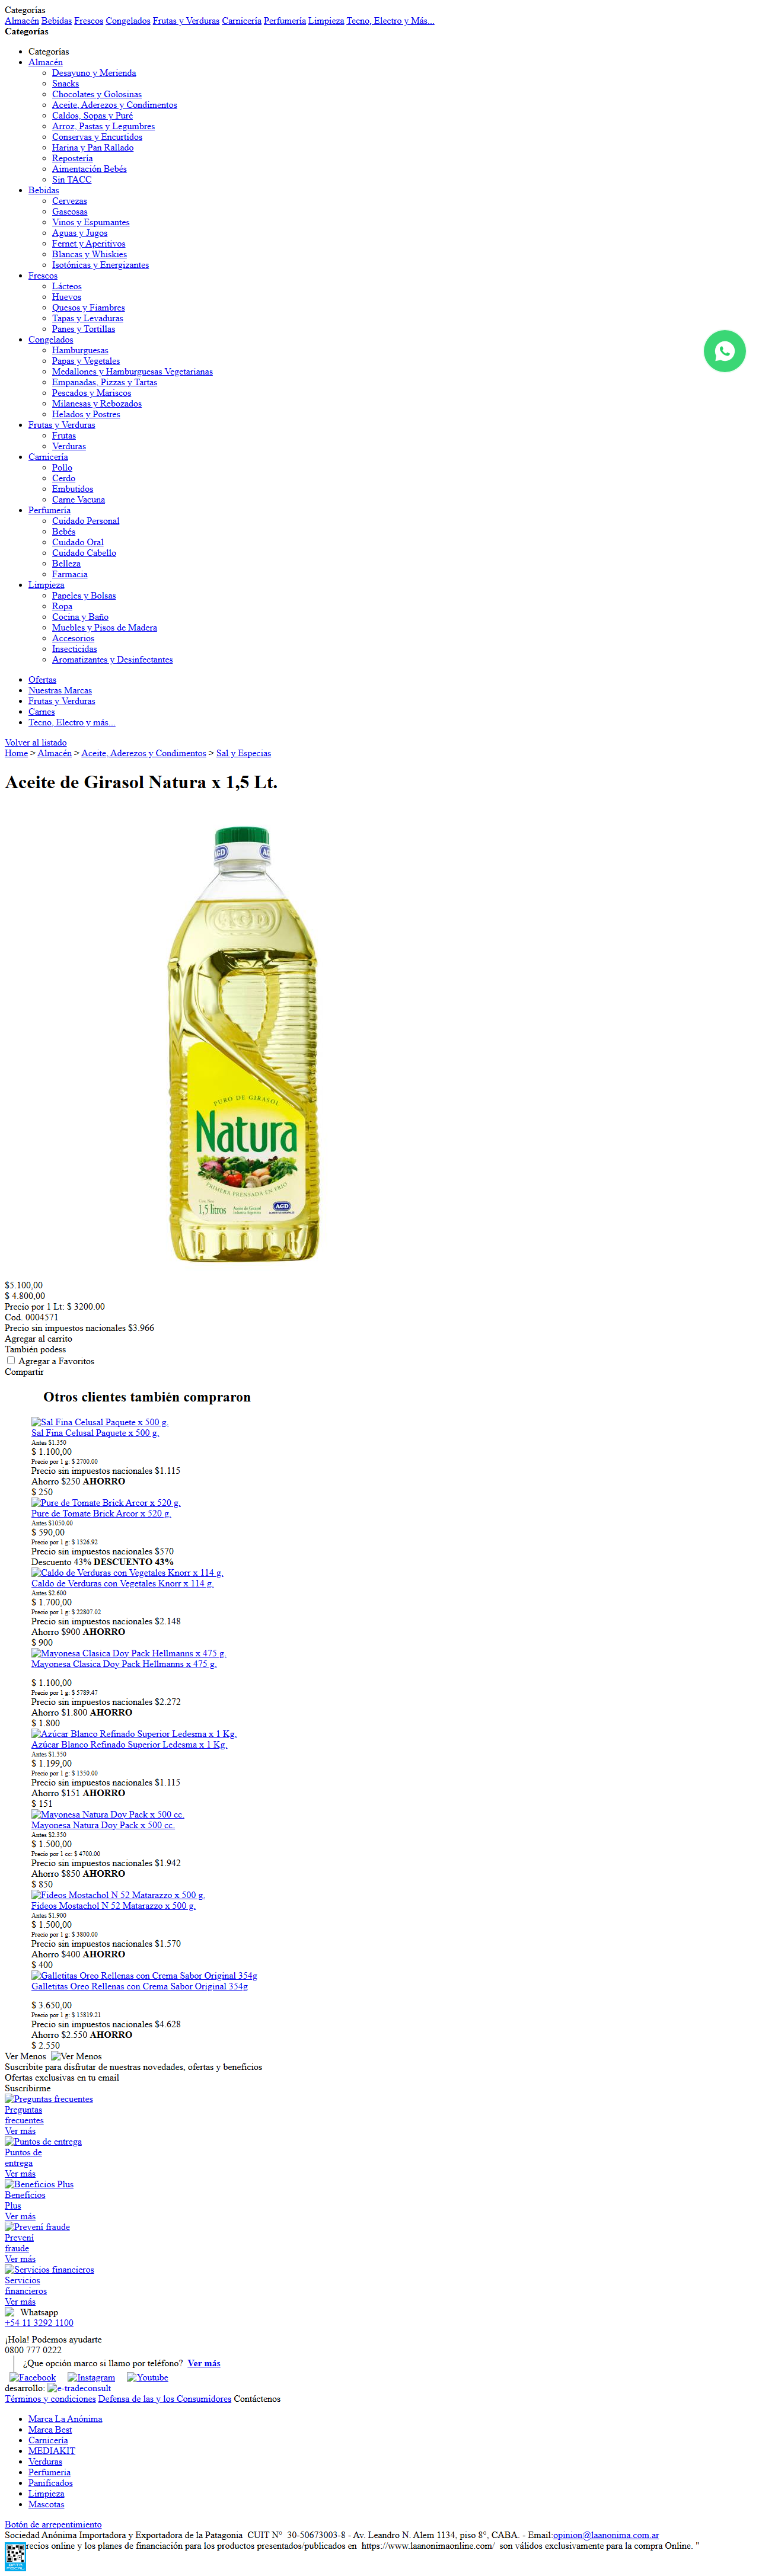 Categorías
Almacén Bebidas Frescos Congelados Frutas y Verduras Carnicería Perfumería Limpieza Tecno, Electro y Más...
Categorías
Categorías
Almacén
Desayuno y Merienda
Snacks
Chocolates y Golosinas
Aceite, Aderezos y Condimentos
Caldos, Sopas y Puré
Arroz, Pastas y Legumbres
Conservas y Encurtidos
Harina y Pan Rallado
Repostería
Aimentación Bebés
Sin TACC
Bebidas
Cervezas
Gaseosas
Vinos y Espumantes
Aguas y Jugos
Fernet y Aperitivos
Blancas y Whiskies
Isotónicas y Energizantes
Frescos
Lácteos
Huevos
Quesos y Fiambres
Tapas y Levaduras
Panes y Tortillas
Congelados
Hamburguesas
Papas y Vegetales
Medallones y Hamburguesas Vegetarianas
Empanadas, Pizzas y Tartas
Pescados y Mariscos
Milanesas y Rebozados
Helados y Postres
Frutas y Verduras
Frutas
Verduras
Carnicería
Pollo
Cerdo
Embutidos
Carne Vacuna
Perfumería
Cuidado Personal
Bebés
Cuidado Oral
Cuidado Cabello
Belleza
Farmacia
Limpieza
Papeles y Bolsas
Ropa
Cocina y Baño
Muebles y Pisos de Madera
Accesorios
Insecticidas
Aromatizantes y Desinfectantes
Ofertas
Nuestras Marcas
Frutas y Verduras
Carnes
Tecno, Electro y más...
Volver al listado
Home > Almacén > Aceite, Aderezos y Condimentos > Sal y Especias
Aceite de Girasol Natura x 1,5 Lt.
AGD
PURO DE GIRASOL
Natura
PRIMERA PRENSADA EN FRÍO
1,5 litros
AGD
$5.100,00
$ 4.800,00
Precio por 1 Lt: $ 3200.00
Cod. 0004571
Precio sin impuestos nacionales $3.966
Agregar al carrito
También podess
Agregar a Favoritos
Compartir
Otros clientes también compraron
Sal Fina Celusal Paquete x 500 g.
Sal Fina Celusal Paquete x 500 g.
Antes $1.350
$ 1.100,00
Precio por 1 g: $ 2700.00
Precio sin impuestos nacionales $1.115
Ahorro $250 AHORRO
$ 250
Pure de Tomate Brick Arcor x 520 g.
Pure de Tomate Brick Arcor x 520 g.
Antes $1050.00
$ 590,00
Precio por 1 g: $ 1326.92
Precio sin impuestos nacionales $570
Descuento 43% DESCUENTO 43%
Caldo de Verduras con Vegetales Knorr x 114 g.
Caldo de Verduras con Vegetales Knorr x 114 g.
Antes $2.600
$ 1.700,00
Precio por 1 g: $ 22807.02
Precio sin impuestos nacionales $2.148
Ahorro $900 AHORRO
$ 900
Mayonesa Clasica Doy Pack Hellmanns x 475 g.
Mayonesa Clasica Doy Pack Hellmanns x 475 g.
$ 1.100,00
Precio por 1 g: $ 5789.47
Precio sin impuestos nacionales $2.272
Ahorro $1.800 AHORRO
$ 1.800
Azúcar Blanco Refinado Superior Ledesma x 1 Kg.
Azúcar Blanco Refinado Superior Ledesma x 1 Kg.
Antes $1.350
$ 1.199,00
Precio por 1 g: $ 1350.00
Precio sin impuestos nacionales $1.115
Ahorro $151 AHORRO
$ 151
Mayonesa Natura Doy Pack x 500 cc.
Mayonesa Natura Doy Pack x 500 cc.
Antes $2.350
$ 1.500,00
Precio por 1 cc: $ 4700.00
Precio sin impuestos nacionales $1.942
Ahorro $850 AHORRO
$ 850
Fideos Mostachol N 52 Matarazzo x 500 g.
Fideos Mostachol N 52 Matarazzo x 500 g.
Antes $1.900
$ 1.500,00
Precio por 1 g: $ 3800.00
Precio sin impuestos nacionales $1.570
Ahorro $400 AHORRO
$ 400
Galletitas Oreo Rellenas con Crema Sabor Original 354g
Galletitas Oreo Rellenas con Crema Sabor Original 354g
$ 3.650,00
Precio por 1 g: $ 15819.21
Precio sin impuestos nacionales $4.628
Ahorro $2.550 AHORRO
$ 2.550
Ver Menos Ver Menos
Suscribite para disfrutar de nuestras novedades, ofertas y beneficios
Ofertas exclusivas en tu email
Suscribirme
Preguntas frecuentes
Preguntas
frecuentes
Ver más
Puntos de entrega
Puntos de
entrega
Ver más
Beneficios Plus
Beneficios
Plus
Ver más
Prevení fraude
Prevení
fraude
Ver más
Servicios financieros
Servicios
financieros
Ver más
Whatsapp
+54 11 3292 1100
¡Hola! Podemos ayudarte
0800 777 0222
¿Que opción marco si llamo por teléfono? Ver más
Facebook Instagram Youtube
desarrollo: e-tradeconsult
Términos y condiciones Defensa de las y los Consumidores Contáctenos
Marca La Anónima
Marca Best
Carnicería
MEDIAKIT
Verduras
Perfumeria
Panificados
Limpieza
Mascotas
Botón de arrepentimiento
Sociedad Anónima Importadora y Exportadora de la Patagonia CUIT N° 30-50673003-8 - Av. Leandro N. Alem 1134, piso 8°, CABA. - Email:opinion@laanonima.com.ar
recios online y los planes de financiación para los productos presentados/publicados en https://www.laanonimaonline.com/ son válidos exclusivamente para la compra Online. "